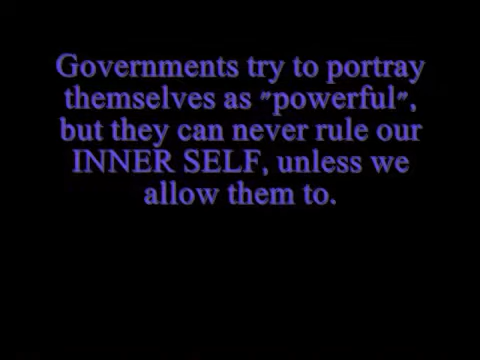 Governments try to portray
themselves as "powerful",
but they can never rule our
INNER SELF, unless we
allow them to.